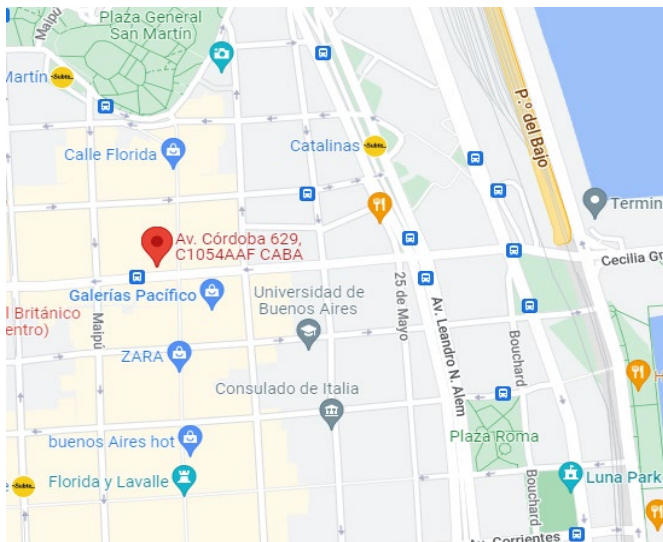 Maipú
Plaza General
San Martín
Martín
Subte
P.º del Bajo
Calle Florida
Catalinas
Subte
Termin
Av. Córdoba 629,
C1054AAF CABA
Cecilia Gr
Galerías Pacífico
Universidad de
Buenos Aires
25 de Mayo
Av. Leandro N. Alem
Bouchard
l Británico
entro)
Maipú
ZARA
Consulado de Italia
H
Plaza Roma
buenos Aires hot
Florida y Lavalle
Luna Park
e
Subte
Bouchard
Av. Corrientes